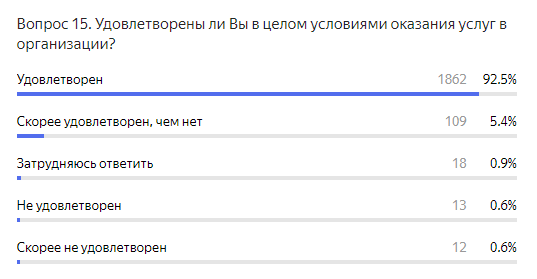 Вопрос 15. Удовлетворены ли Вы в целом условиями оказания услуг в
организации?
Удовлетворен 1862 92.5%
Скорее удовлетворен, чем нет 109 5.4%
Затрудняюсь ответить 18 0.9%
Не удовлетворен 13 0.6%
Скорее не удовлетворен 12 0.6%